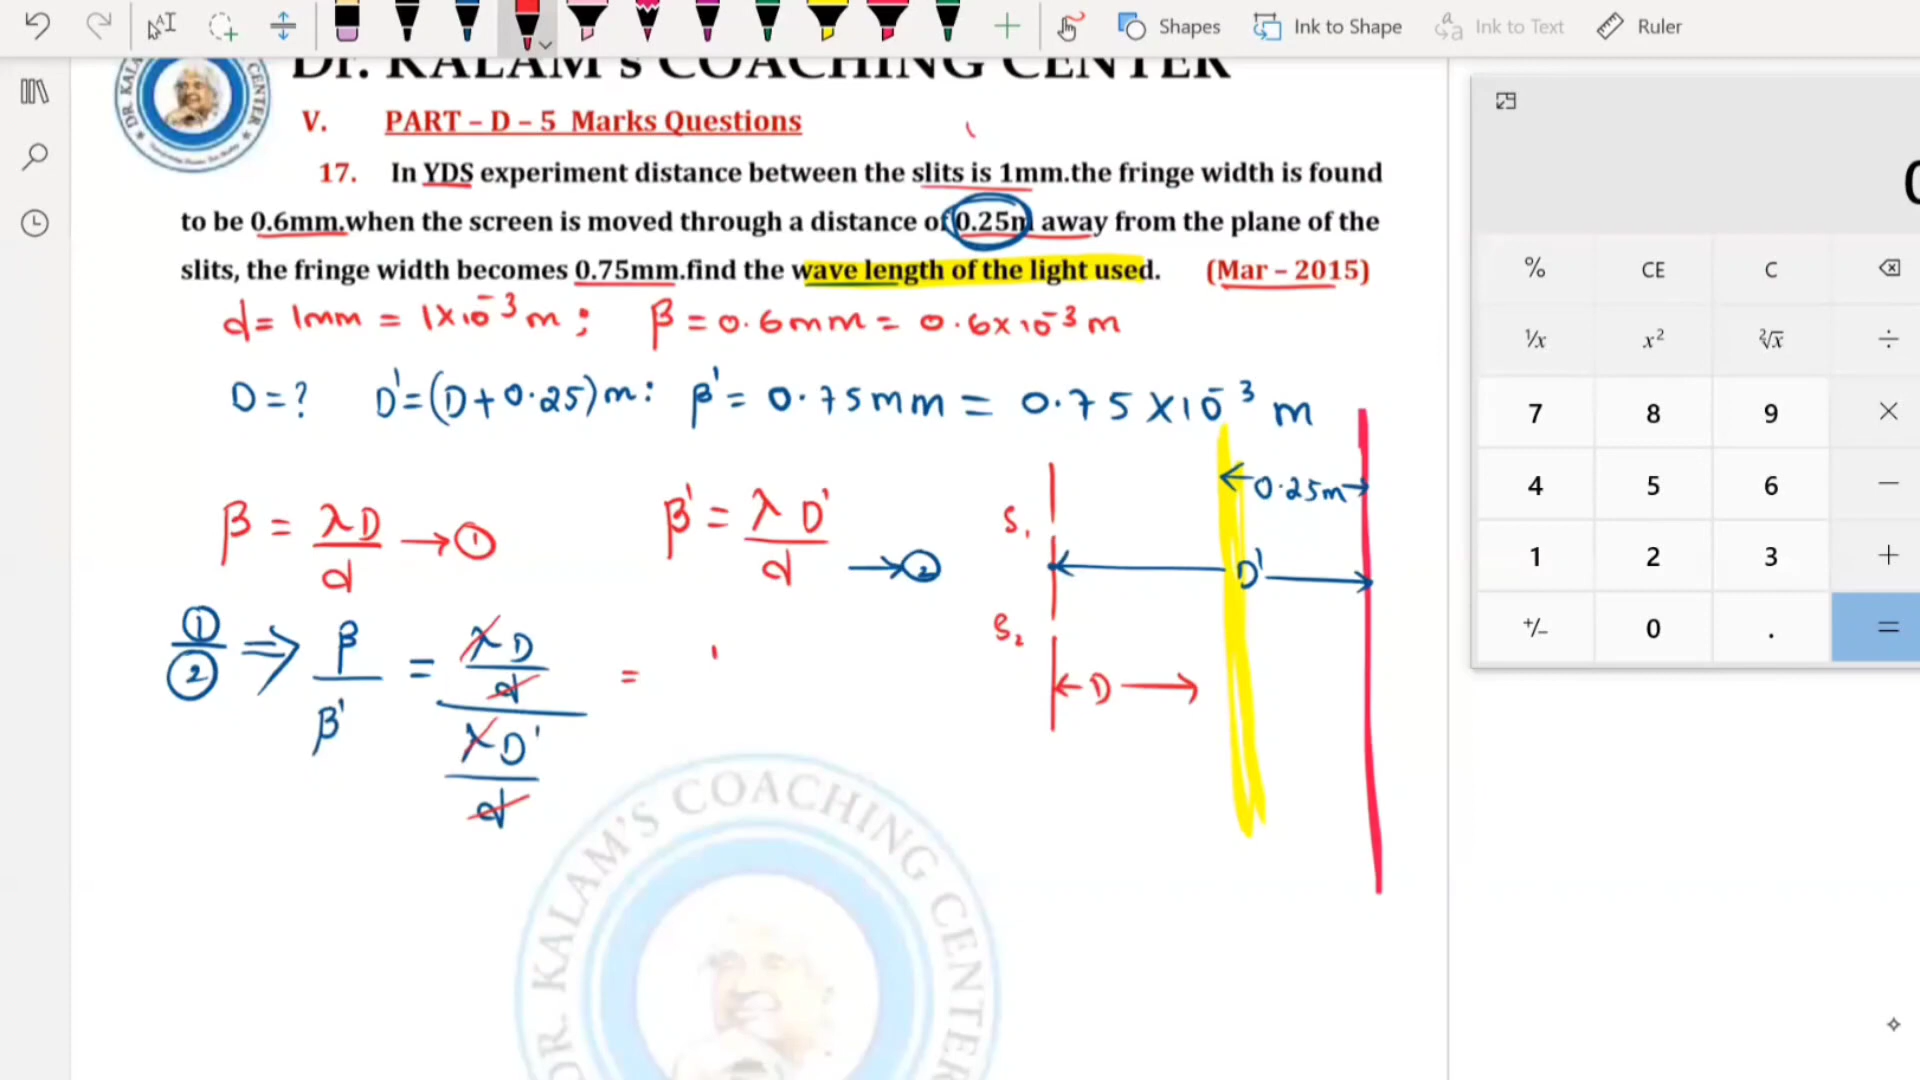 Shapes Ink to Shape Ink to Text Ruler
Dr. KALAM's COACHING CENTER
V. PART – D – 5 Marks Questions
17. In YDS experiment distance between the slits is 1mm.the fringe width is found
to be 0.6mm.when the screen is moved through a distance of 0.25m away from the plane of the
slits, the fringe width becomes 0.75mm.find the wave length of the light used. (Mar – 2015)
d = 1mm = 1×10⁻³ m ; β = 0.6mm = 0.6×10⁻³ m
D = ? D' = (D + 0.25) m : β' = 0.75mm = 0.75 ×10⁻³ m
β = λD/d → ① β' = λD'/d → ②
①/② ⇒ β/β' = (λD/d)/(λD'/d) =
S₁
S₂
0.25m
D'
D
DR. KALAM'S COACHING CENTER
0
% CE C ⌫
1/x x² ²√x ÷
7 8 9 ×
4 5 6 −
1 2 3 +
+/− 0 . =